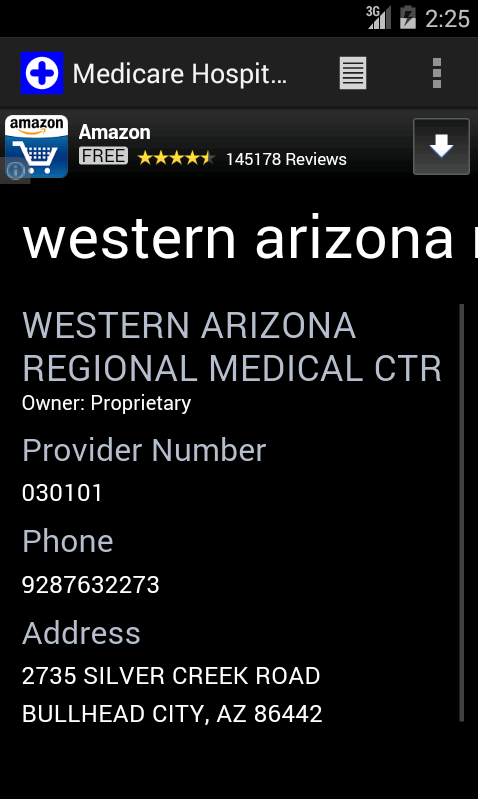 3G 2:25
Medicare Hospit...
amazon
Amazon
FREE 145178 Reviews
western arizona
WESTERN ARIZONA
REGIONAL MEDICAL CTR
Owner: Proprietary
Provider Number
030101
Phone
9287632273
Address
2735 SILVER CREEK ROAD
BULLHEAD CITY, AZ 86442